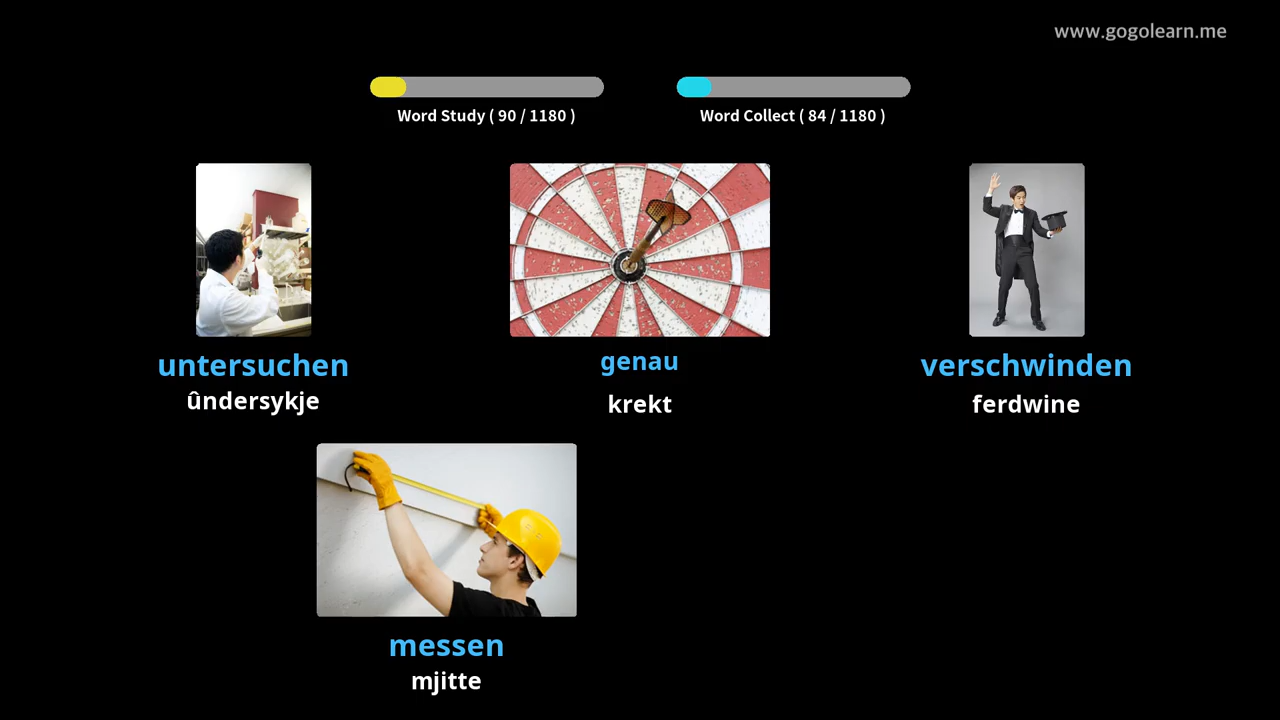 www.gogolearn.me
Word Study ( 90 / 1180 )
Word Collect ( 84 / 1180 )
untersuchen
ûndersykje
genau
krekt
verschwinden
ferdwine
messen
mjitte